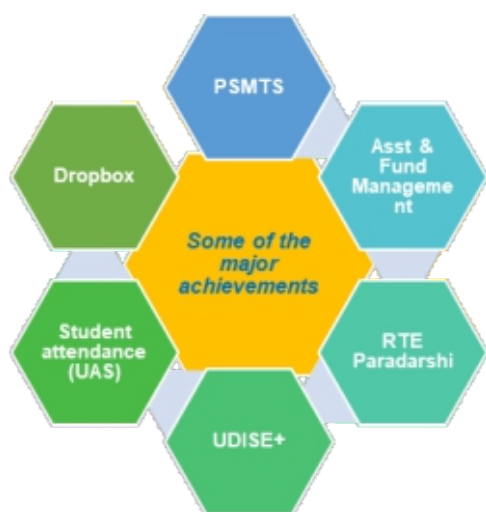 PSMTS
Asst &
Fund
Manageme
nt
Dropbox
Some of the
major
achievements
Student
attendance
(UAS)
RTE
Paradarshi
UDISE+